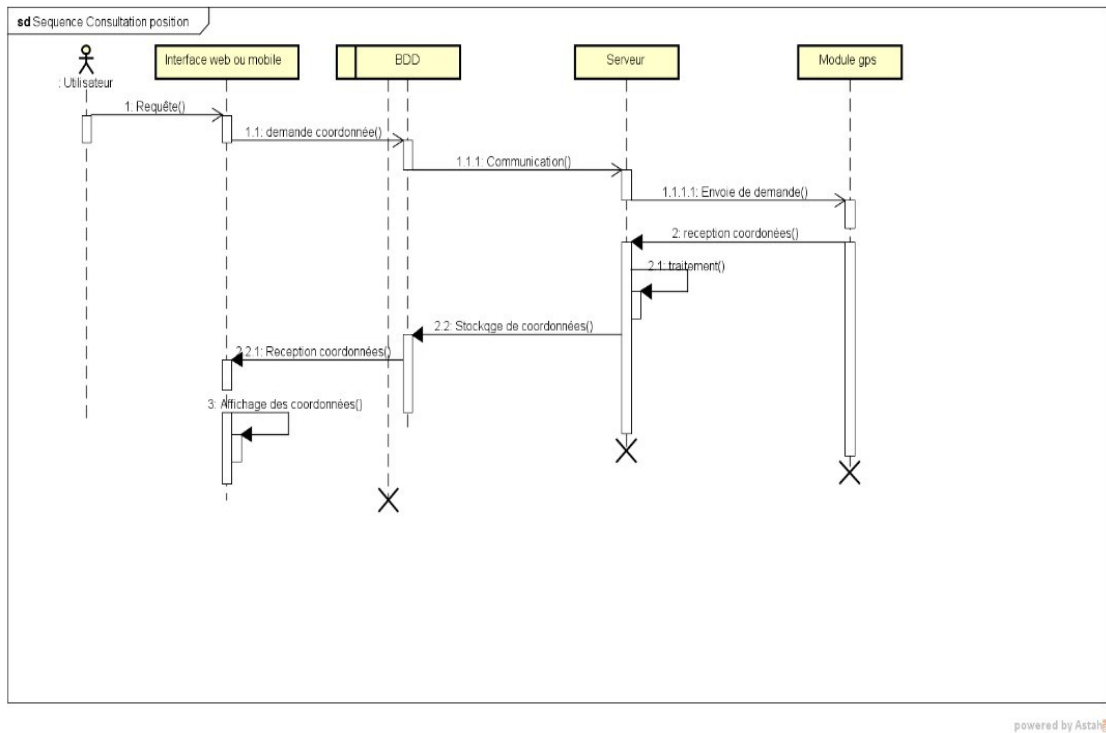 sd Sequence Consultation position
: Utilisateur
Interface web ou mobile
BDD
Serveur
Module gps
1: Requête()
1.1: demande coordonnée()
1.1.1: Communication()
1.1.1.1: Envoie de demande()
2: reception coordonées()
2.1: traitement()
2.2: Stockqge de coordonnées()
2.2.1: Reception coordonnées()
3: Affichage des coordonnées()
powered by Astah